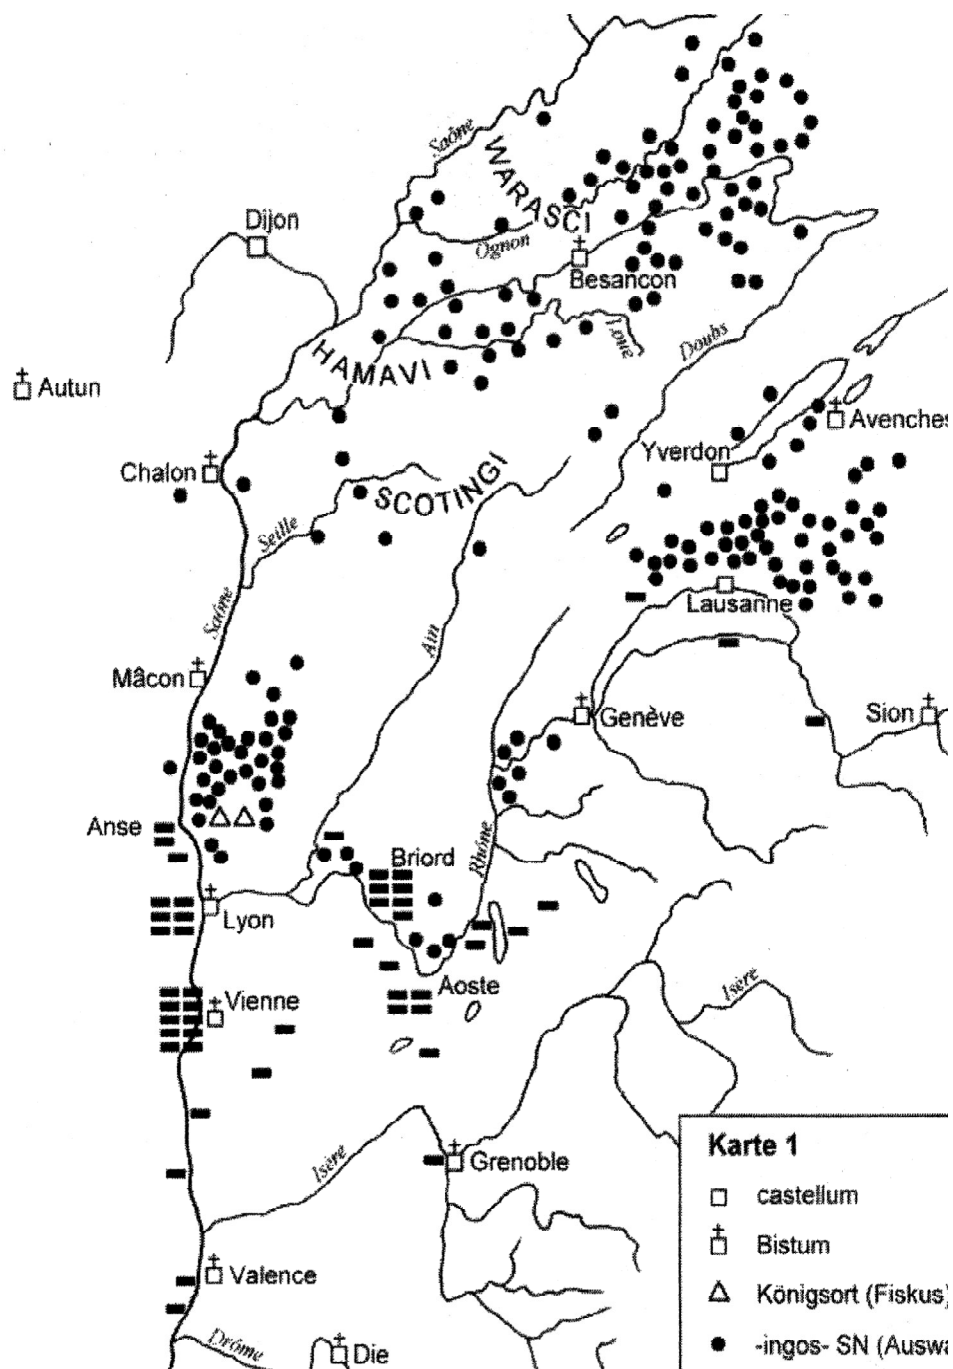 Saône
WARASCI
Dijon
Ognon
Besancon
Loue
Doubs
HAMAVI
Autun
Avenches
Yverdon
Chalon
SCOTINGI
Seille
Lausanne
Saône
Ain
Mâcon
Genève
Sion
Anse
Briord
Rhône
Lyon
Aoste
Vienne
Isère
Karte 1
Isère
Grenoble
castellum
Bistum
Valence
Königsort (Fiskus)
Drôme
Die
-ingos- SN (Auswa